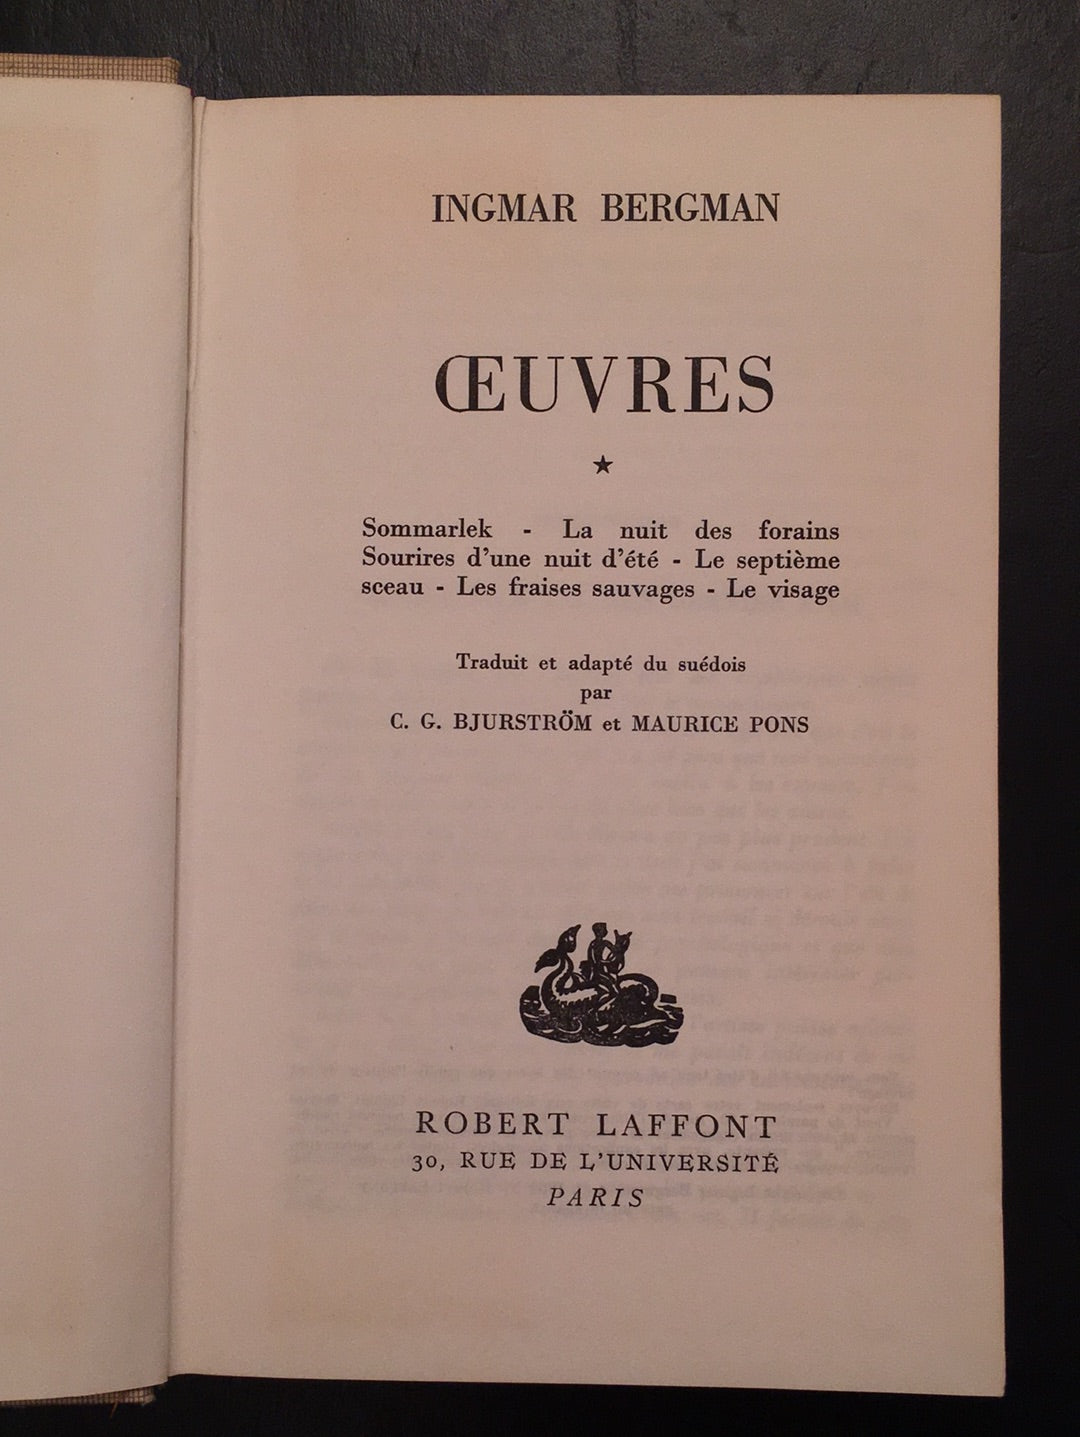 INGMAR BERGMAN
ŒUVRES
★
Sommarlek - La nuit des forains
Sourires d'une nuit d'été - Le septième
sceau - Les fraises sauvages - Le visage
Traduit et adapté du suédois
par
C. G. BJURSTRÖM et MAURICE PONS
ROBERT LAFFONT
30, RUE DE L'UNIVERSITÉ
PARIS